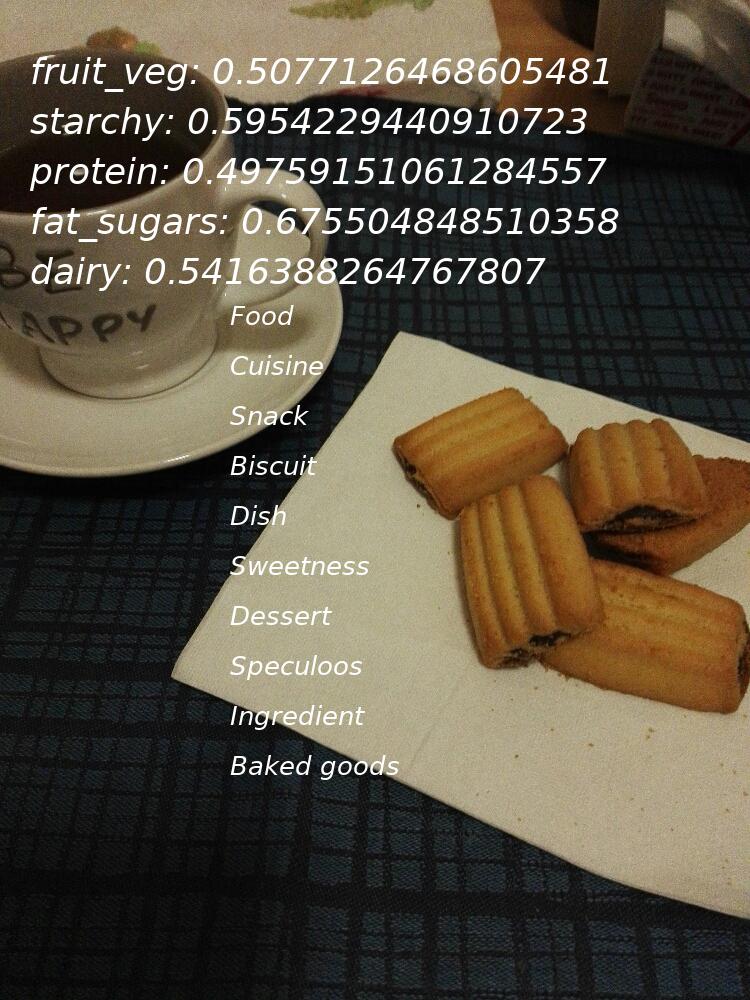 fruit_veg: 0.5077126468605481
starchy: 0.5954229440910723
protein: 0.49759151061284557
fat_sugars: 0.675504848510358
dairy: 0.5416388264767807
BE
HAPPY
Food
Cuisine
Snack
Biscuit
Dish
Sweetness
Dessert
Speculoos
Ingredient
Baked goods